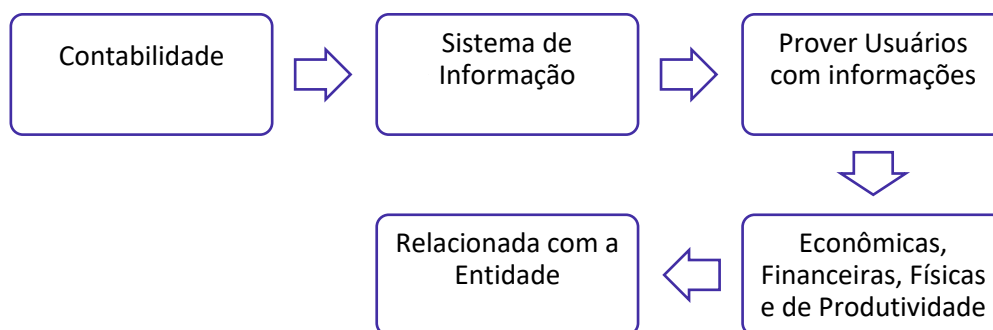 Contabilidade
Sistema de
Informação
Prover Usuários
com informações
Econômicas,
Financeiras, Físicas
e de Produtividade
Relacionada com a
Entidade